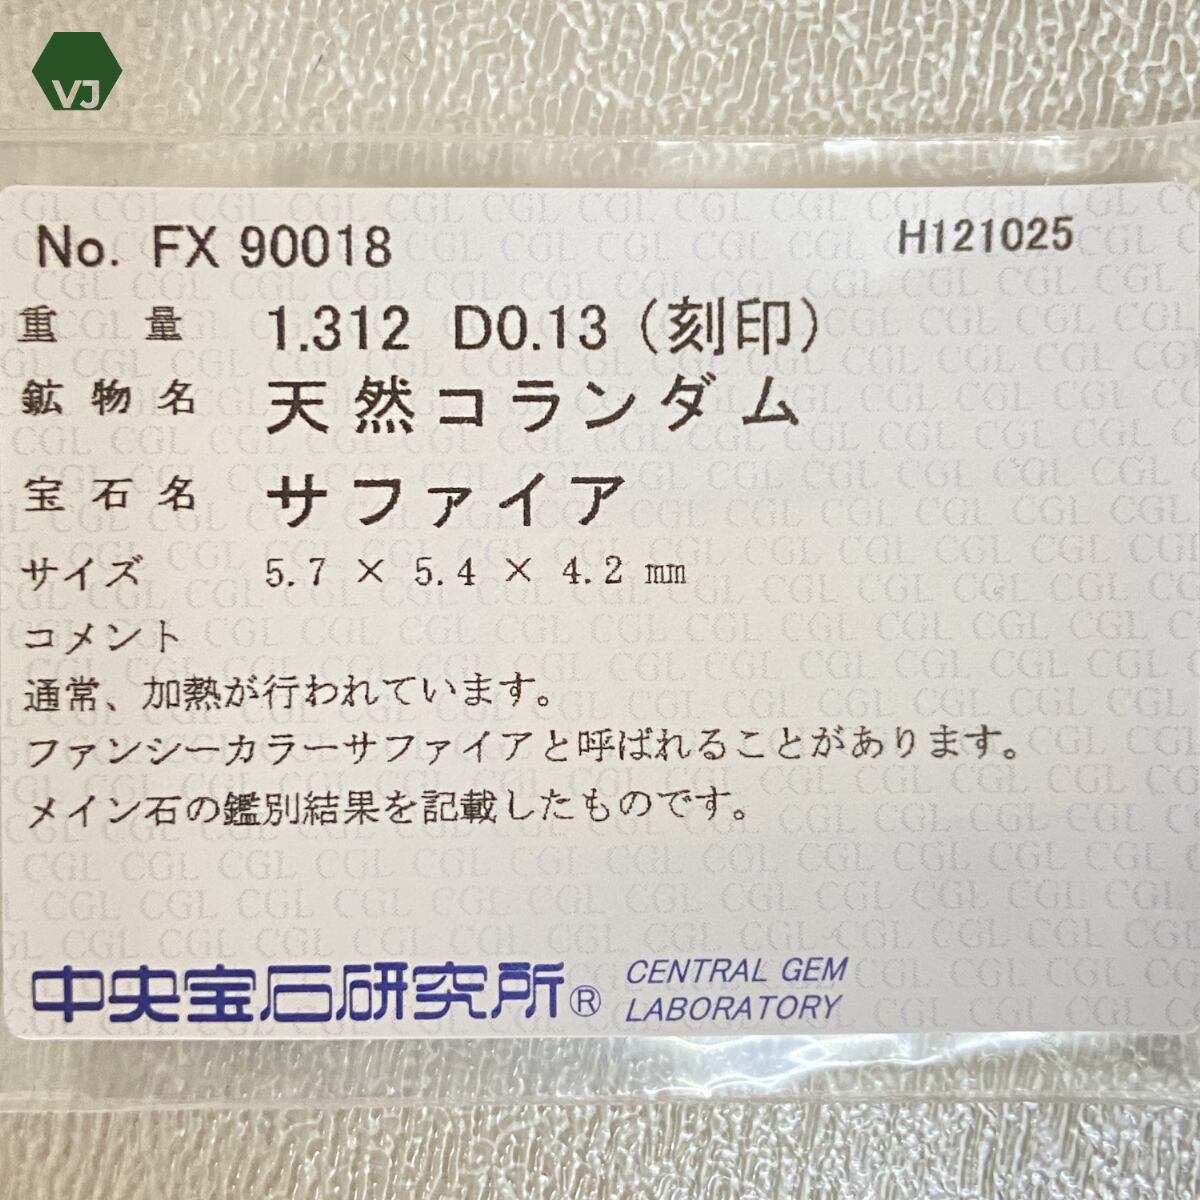 VJ
No. FX 90018 H121025
重量 1.312 D0.13（刻印）
鉱物名 天然コランダム
宝石名 サファイア
サイズ 5.7 × 5.4 × 4.2 mm
コメント
通常、加熱が行われています。
ファンシーカラーサファイアと呼ばれることがあります。
メイン石の鑑別結果を記載したものです。
中央宝石研究所® CENTRAL GEM
LABORATORY